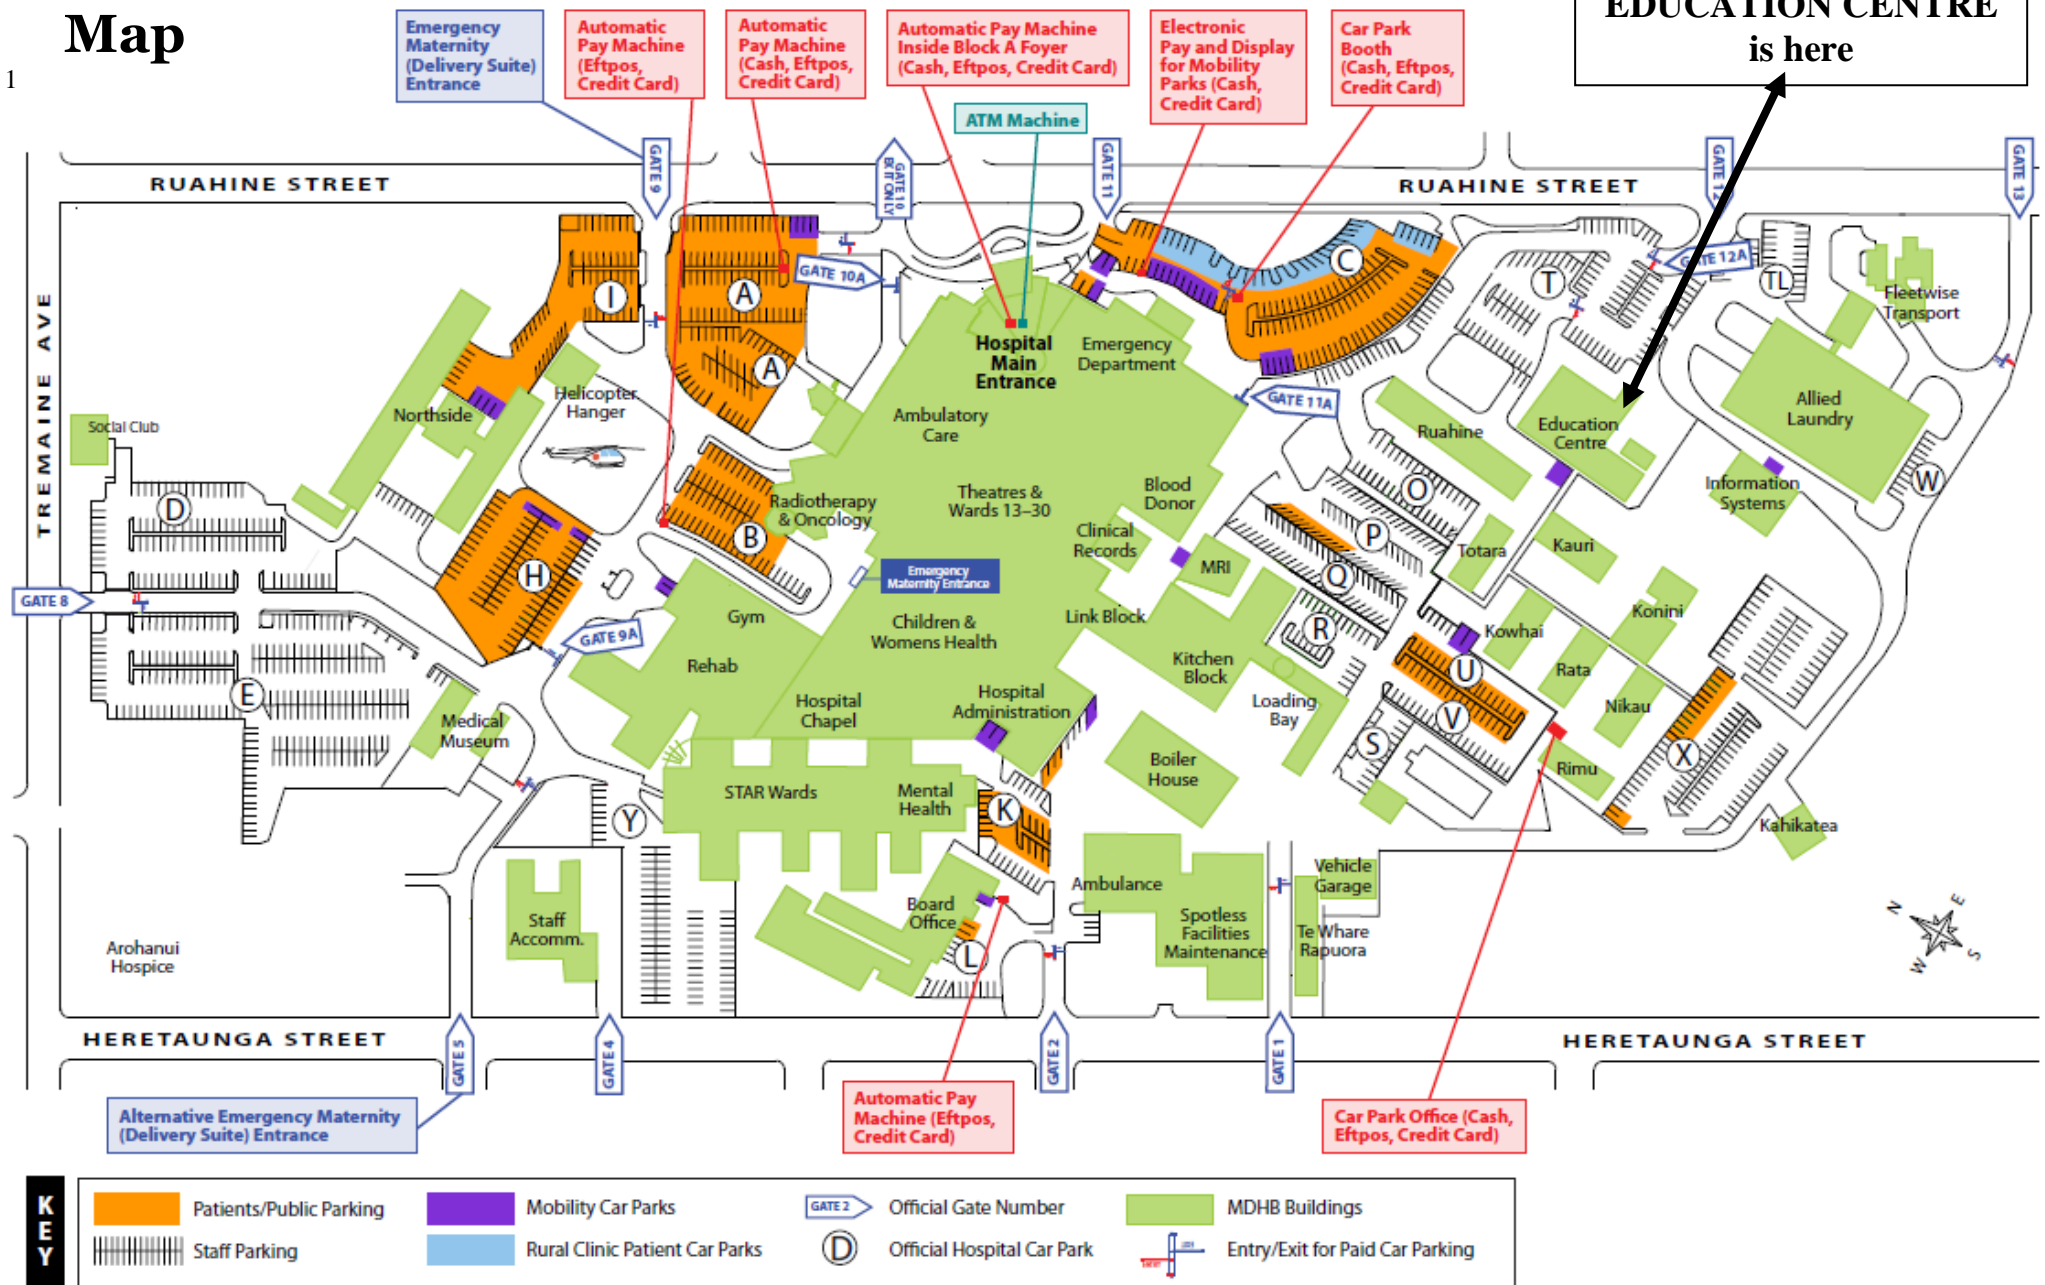 Map
1
EDUCATION CENTRE
is here
Emergency
Maternity
(Delivery Suite)
Entrance
Automatic
Pay Machine
(Eftpos,
Credit Card)
Automatic
Pay Machine
(Cash, Eftpos,
Credit Card)
Automatic Pay Machine
Inside Block A Foyer
(Cash, Eftpos, Credit Card)
Electronic
Pay and Display
for Mobility
Parks (Cash,
Credit Card)
Car Park
Booth
(Cash, Eftpos,
Credit Card)
ATM Machine
GATE 9
GATE 10
EXIT ONLY
GATE 11
GATE 12
GATE 13
RUAHINE STREET
RUAHINE STREET
TREMAINE AVE
I
A
A
GATE 10A
C
T
GATE 12A
TL
Fleetwise
Transport
Hospital
Main
Entrance
Emergency
Department
GATE 11A
Helicopter
Hanger
Northside
Social Club
Ambulatory
Care
Ruahine
Education
Centre
Allied
Laundry
Information
Systems
W
D
H
B
Radiotherapy
& Oncology
Theatres &
Wards 13–30
Blood
Donor
Clinical
Records
MRI
O
P
Q
R
Totara
Kauri
Konini
Kowhai
GATE 8
Emergency
Maternity Entrance
Gym
Children &
Womens Health
Link Block
GATE 9A
Rehab
Kitchen
Block
Loading
Bay
U
V
S
Rata
Nikau
Rimu
X
Kahikatea
E
Medical
Museum
Hospital
Chapel
Hospital
Administration
Boiler
House
STAR Wards
Mental
Health
K
Y
Staff
Accomm.
Board
Office
L
Ambulance
Spotless
Facilities
Maintenance
Vehicle
Garage
Te Whare
Rapuora
Arohanui
Hospice
N
E
W
S
HERETAUNGA STREET
HERETAUNGA STREET
GATE 5
GATE 4
GATE 2
GATE 1
Alternative Emergency Maternity
(Delivery Suite) Entrance
Automatic Pay
Machine (Eftpos,
Credit Card)
Car Park Office (Cash,
Eftpos, Credit Card)
KEY
Patients/Public Parking
Mobility Car Parks
GATE 2
Official Gate Number
MDHB Buildings
Staff Parking
Rural Clinic Patient Car Parks
D
Official Hospital Car Park
Entry/Exit for Paid Car Parking